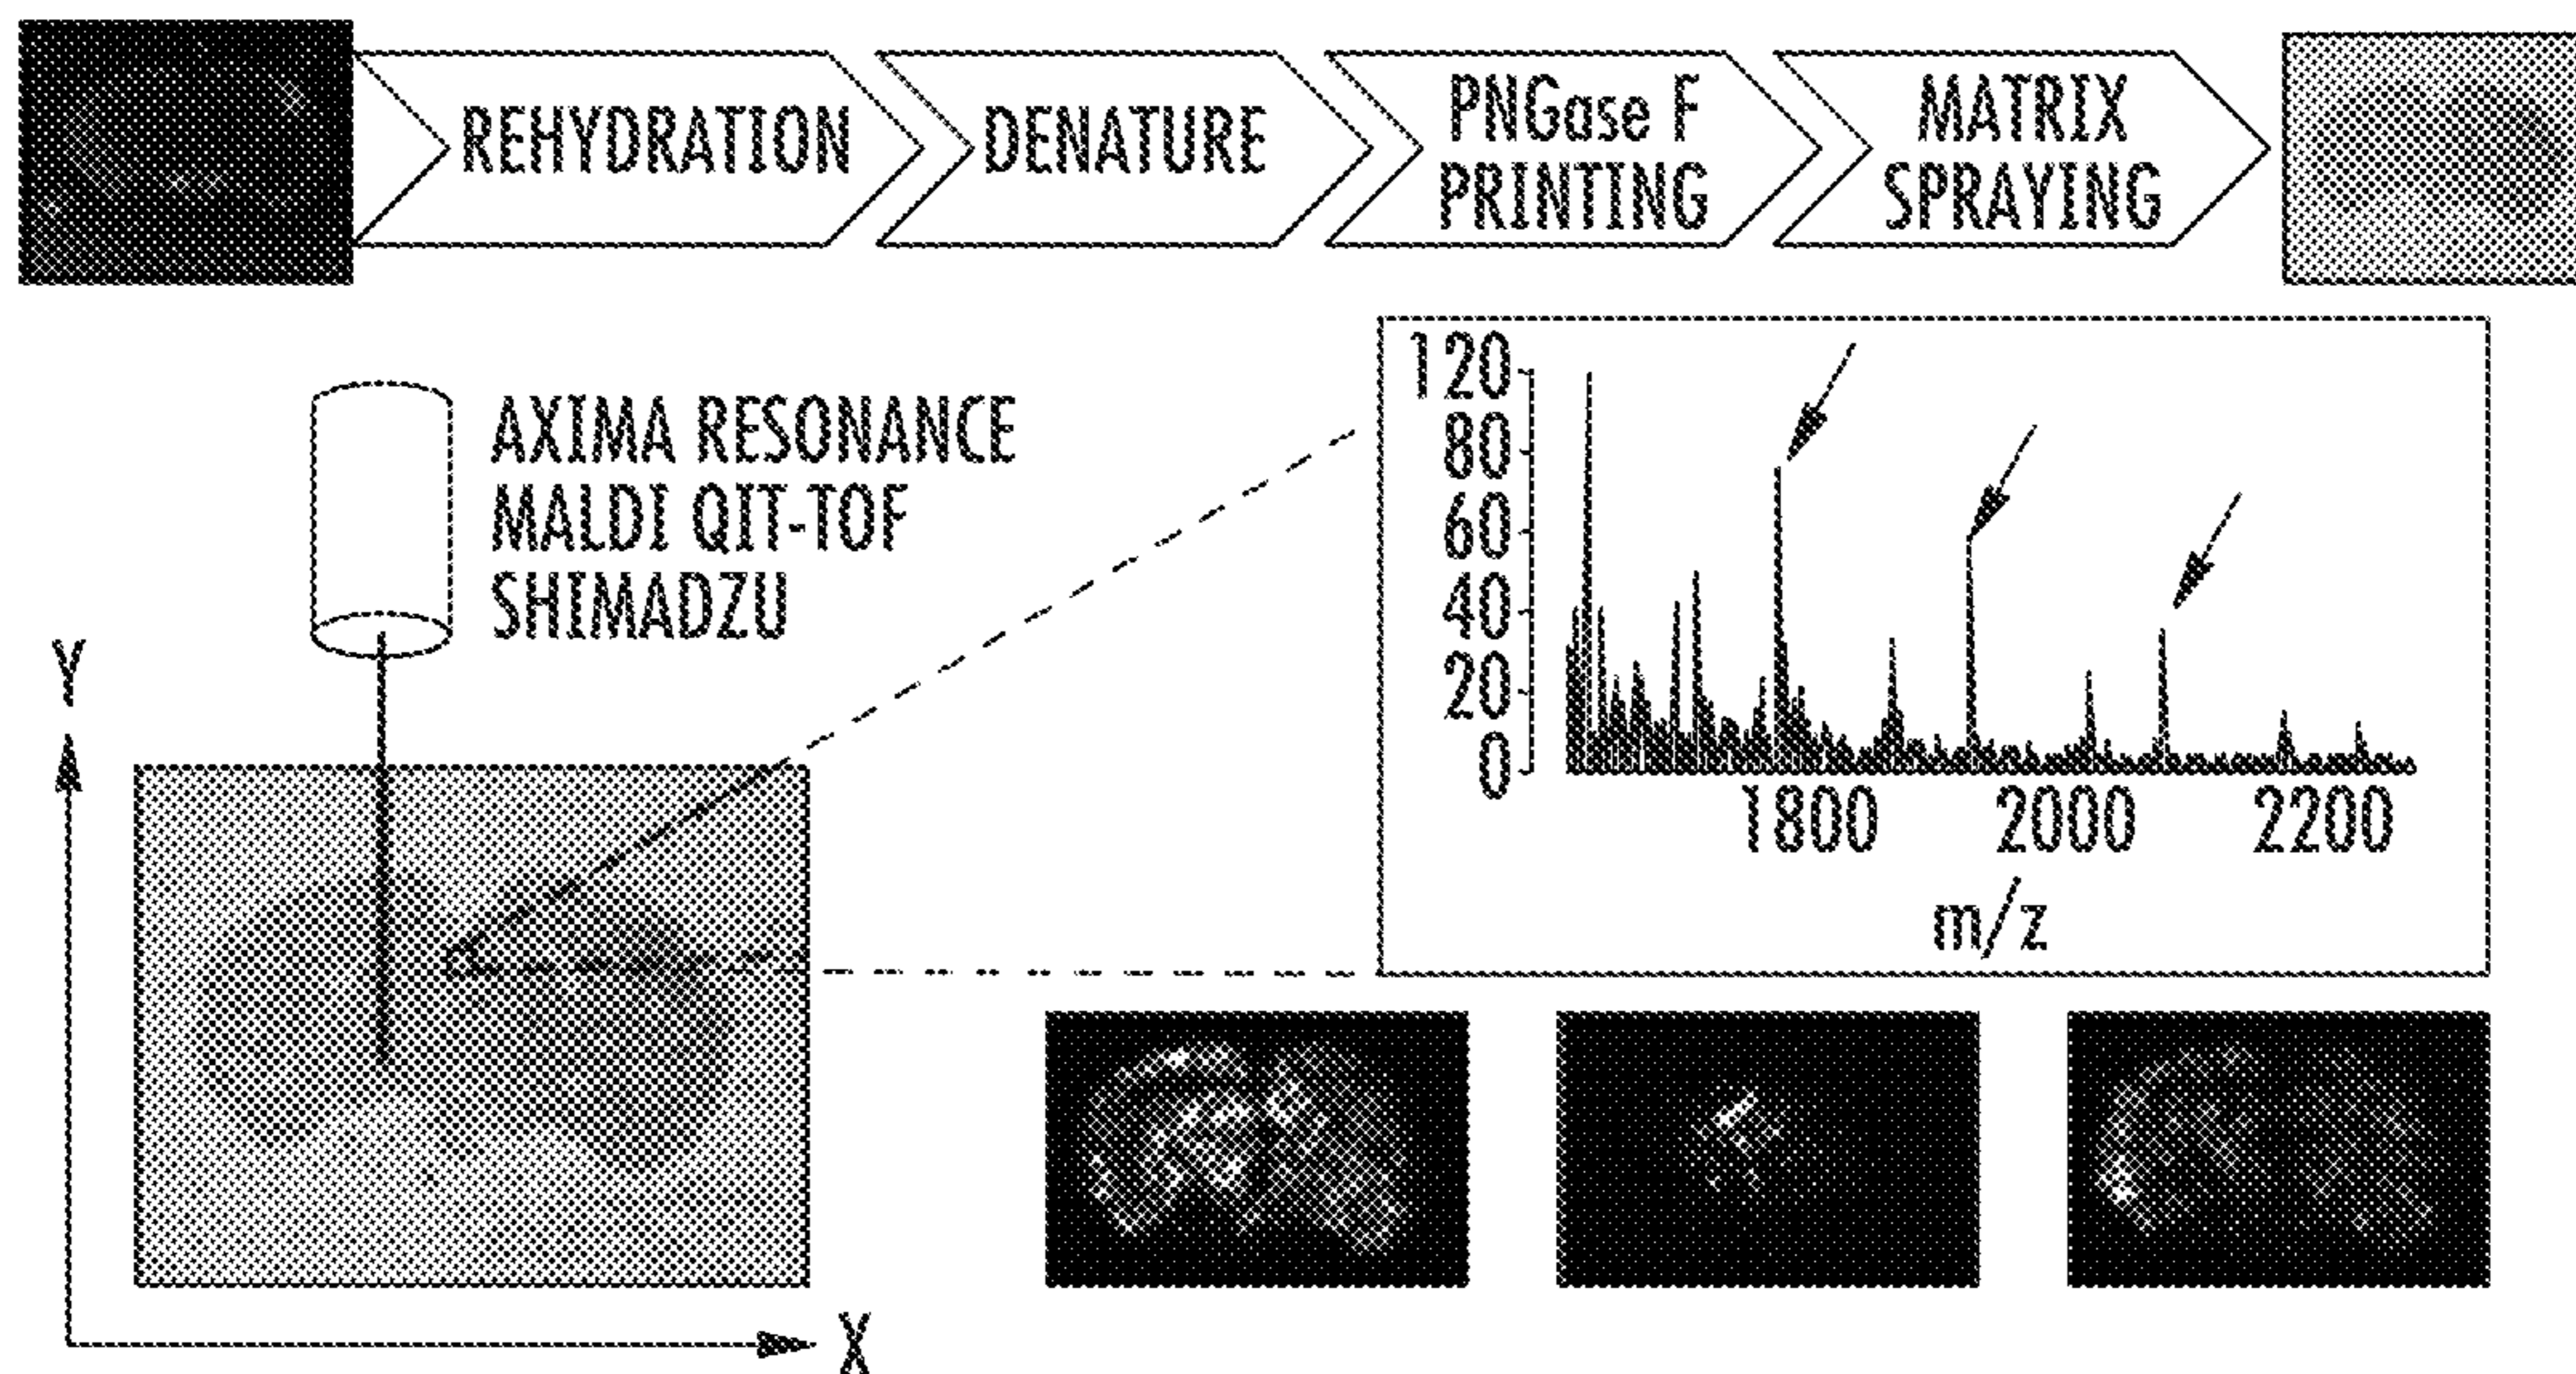 REHYDRATION
DENATURE
PNGase F
PRINTING
MATRIX
SPRAYING
AXIMA RESONANCE
MALDI QIT-TOF
SHIMADZU
120
80
60
40
20
0
1800 2000 2200
m/z
Y
X